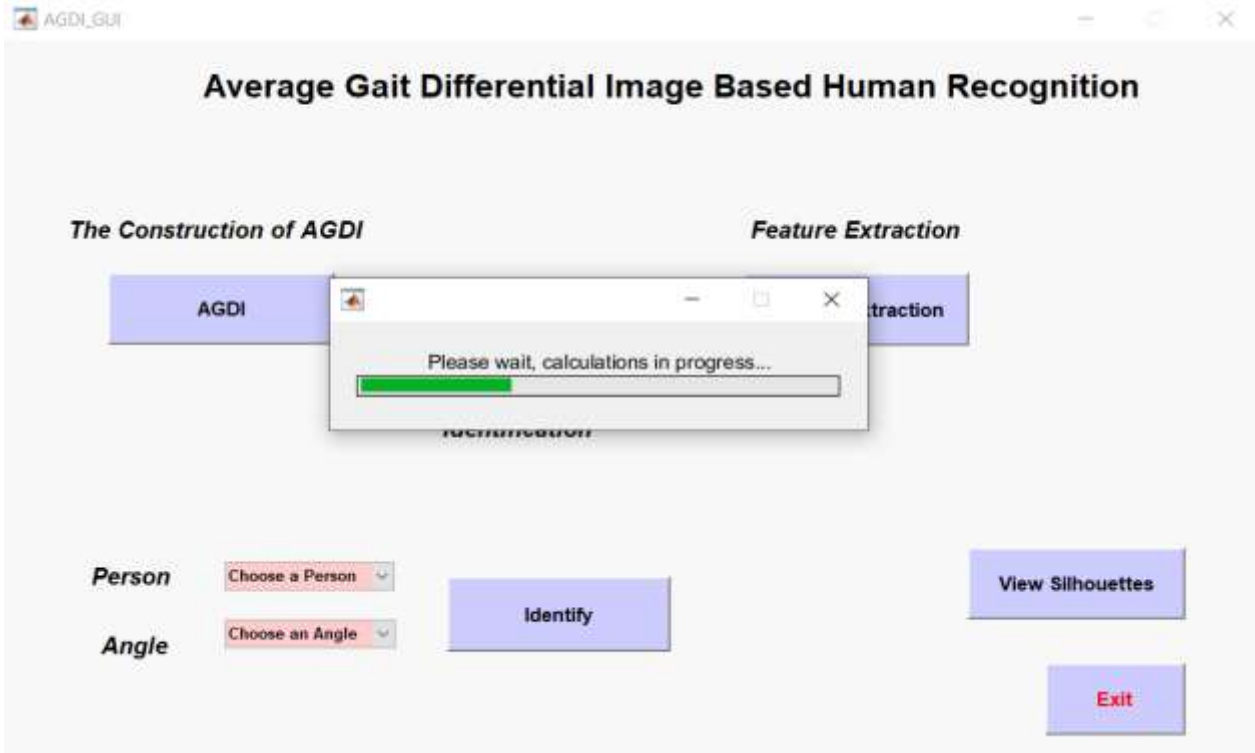 AGDI_GUI
Average Gait Differential Image Based Human Recognition
The Construction of AGDI
Feature Extraction
AGDI
traction
Please wait, calculations in progress...
Identification
Person
Choose a Person
Angle
Choose an Angle
Identify
View Silhouettes
Exit